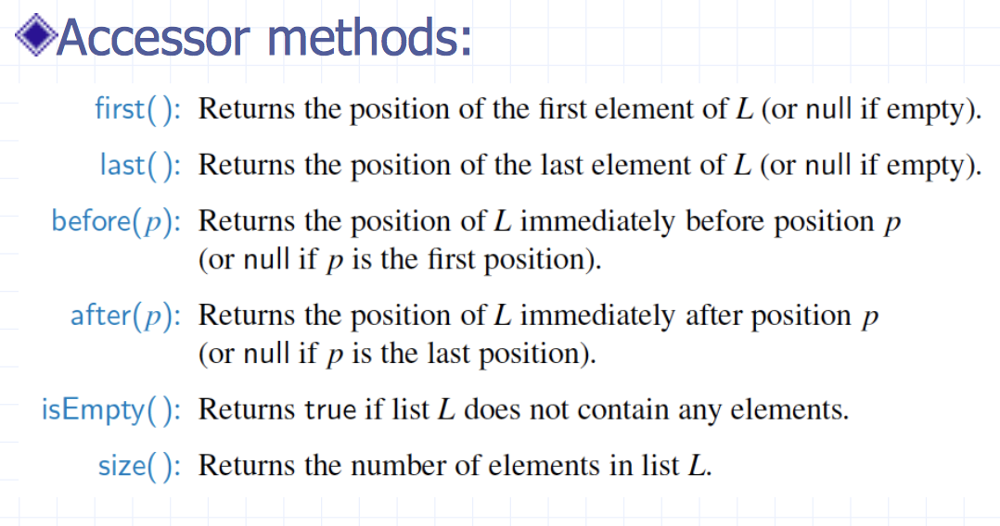 Accessor methods:
first( ): Returns the position of the first element of L (or null if empty).
last( ): Returns the position of the last element of L (or null if empty).
before(p): Returns the position of L immediately before position p
(or null if p is the first position).
after(p): Returns the position of L immediately after position p
(or null if p is the last position).
isEmpty( ): Returns true if list L does not contain any elements.
size( ): Returns the number of elements in list L.